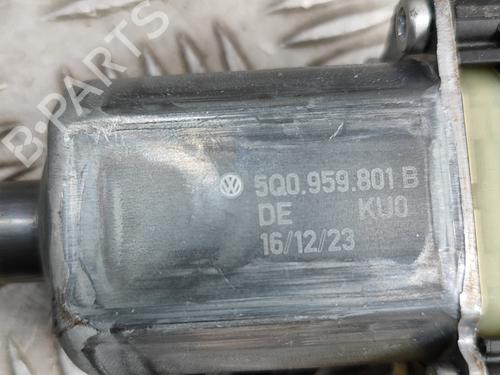 B-PARTS
5Q0.959.801 B
DE KU0
16/12/23